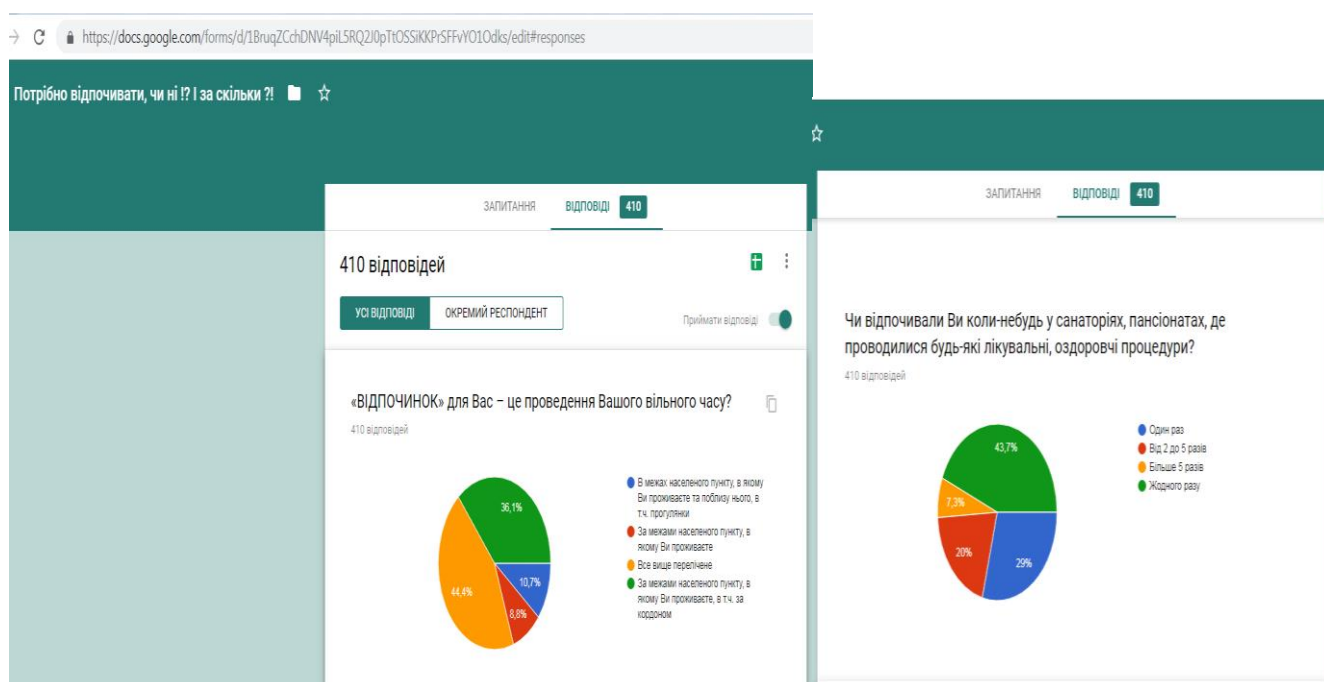 https://docs.google.com/forms/d/1BruqZCchDNV4piL5RQ2J0pTtOSSiKKPrSFFvYO1Odks/edit#responses
Потрібно відпочивати, чи ні !? І за скільки ?!
ЗАПИТАННЯ ВІДПОВІДІ 410
410 відповідей
УСІ ВІДПОВІДІ ОКРЕМИЙ РЕСПОНДЕНТ
Приймати відповіді
«ВІДПОЧИНОК» для Вас – це проведення Вашого вільного часу?
410 відповідей
36,1%
44,4%
10,7%
8,8%
В межах населеного пункту, в якому
Ви проживаєте та поблизу нього, в
т.ч. прогулянки
За межами населеного пункту, в
якому Ви проживаєте
Все вище перелічене
За межами населеного пункту, в
якому Ви проживаєте, в т.ч. за
кордоном
ЗАПИТАННЯ ВІДПОВІДІ 410
Чи відпочивали Ви коли-небудь у санаторіях, пансіонатах, де
проводилися будь-які лікувальні, оздоровчі процедури?
410 відповідей
43,7%
7,3%
20%
29%
Один раз
Від 2 до 5 разів
Більше 5 разів
Жодного разу